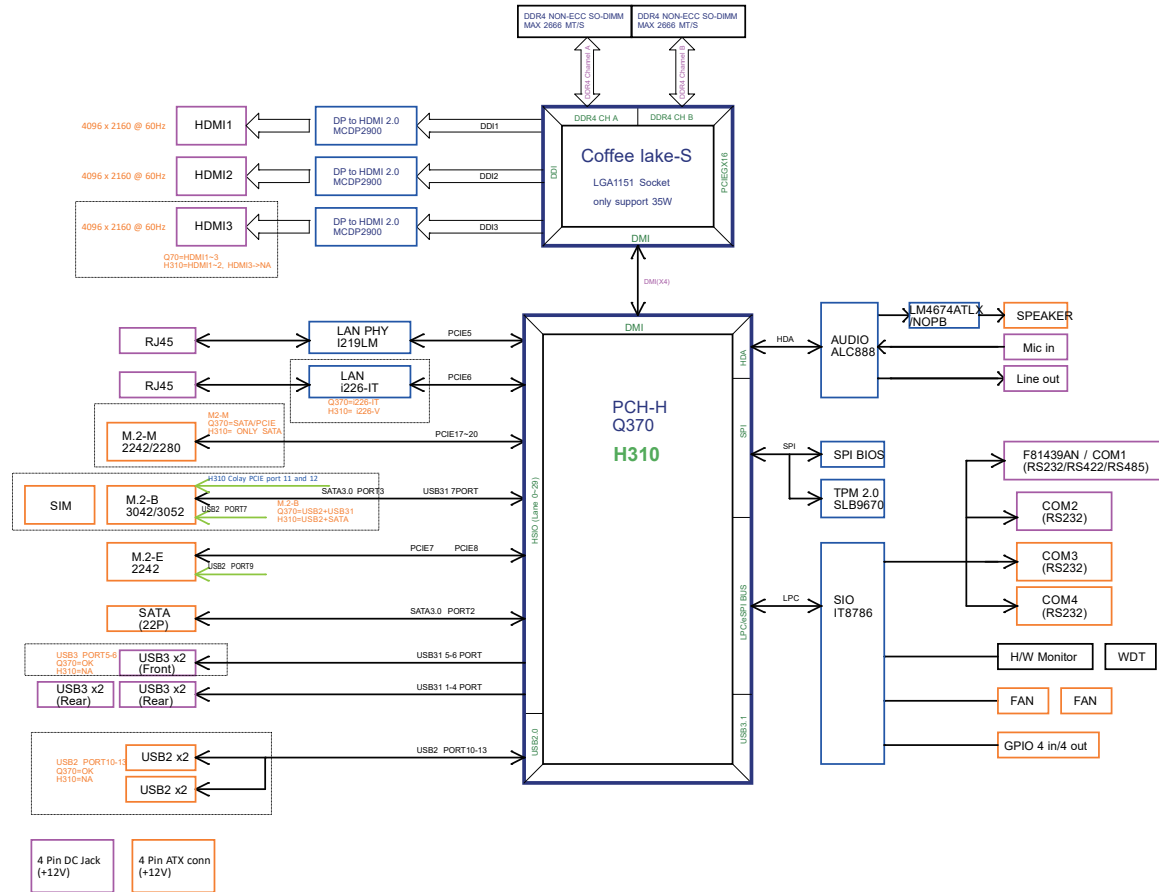 DDR4 NON-ECC SO-DIMM
MAX 2666 MT/S
DDR4 NON-ECC SO-DIMM
MAX 2666 MT/S
DDR4 Channel A
DDR4 Channel B
4096 x 2160 @ 60Hz
HDMI1
DP to HDMI 2.0
MCDP2900
DDI1
4096 x 2160 @ 60Hz
HDMI2
DP to HDMI 2.0
MCDP2900
DDI2
4096 x 2160 @ 60Hz
HDMI3
DP to HDMI 2.0
MCDP2900
DDI3
Q70=HDMI1~3
H310=HDMI1~2, HDMI3->NA
DDR4 CH A
DDR4 CH B
DDI
PCIEGX16
Coffee lake-S
LGA1151 Socket
only support 35W
DMI
DMI(X4)
DMI
HDA
SPI
LPC/eSPI BUS
USB3.1
HSIO (Lane 0~29)
USB2.0
PCH-H
Q370
H310
RJ45
LAN PHY
I219LM
PCIE5
RJ45
LAN
i226-IT
PCIE6
Q370=i226-IT
H310= i226-V
M2-M
Q370=SATA/PCIE
H310= ONLY SATA
M.2-M
2242/2280
PCIE17~20
H310 Colay PCIE port 11 and 12
SIM
M.2-B
3042/3052
SATA3.0 PORT3
USB31 7PORT
USB2 PORT7
M.2-B
Q370=USB2+USB31
H310=USB2+SATA
M.2-E
2242
PCIE7
PCIE8
USB2 PORT9
SATA
(22P)
SATA3.0 PORT2
USB3 PORT5-6
Q370=OK
H310=NA
USB3 x2
(Front)
USB31 5-6 PORT
USB3 x2
(Rear)
USB3 x2
(Rear)
USB31 1-4 PORT
USB2 PORT10-13
Q370=OK
H310=NA
USB2 x2
USB2 x2
USB2 PORT10-13
HDA
AUDIO
ALC888
LM4674ATLX
/NOPB
SPEAKER
Mic in
Line out
SPI
SPI BIOS
TPM 2.0
SLB9670
LPC
SIO
IT8786
F81439AN / COM1
(RS232/RS422/RS485)
COM2
(RS232)
COM3
(RS232)
COM4
(RS232)
H/W Monitor
WDT
FAN
FAN
GPIO 4 in/4 out
4 Pin DC Jack
(+12V)
4 Pin ATX conn
(+12V)